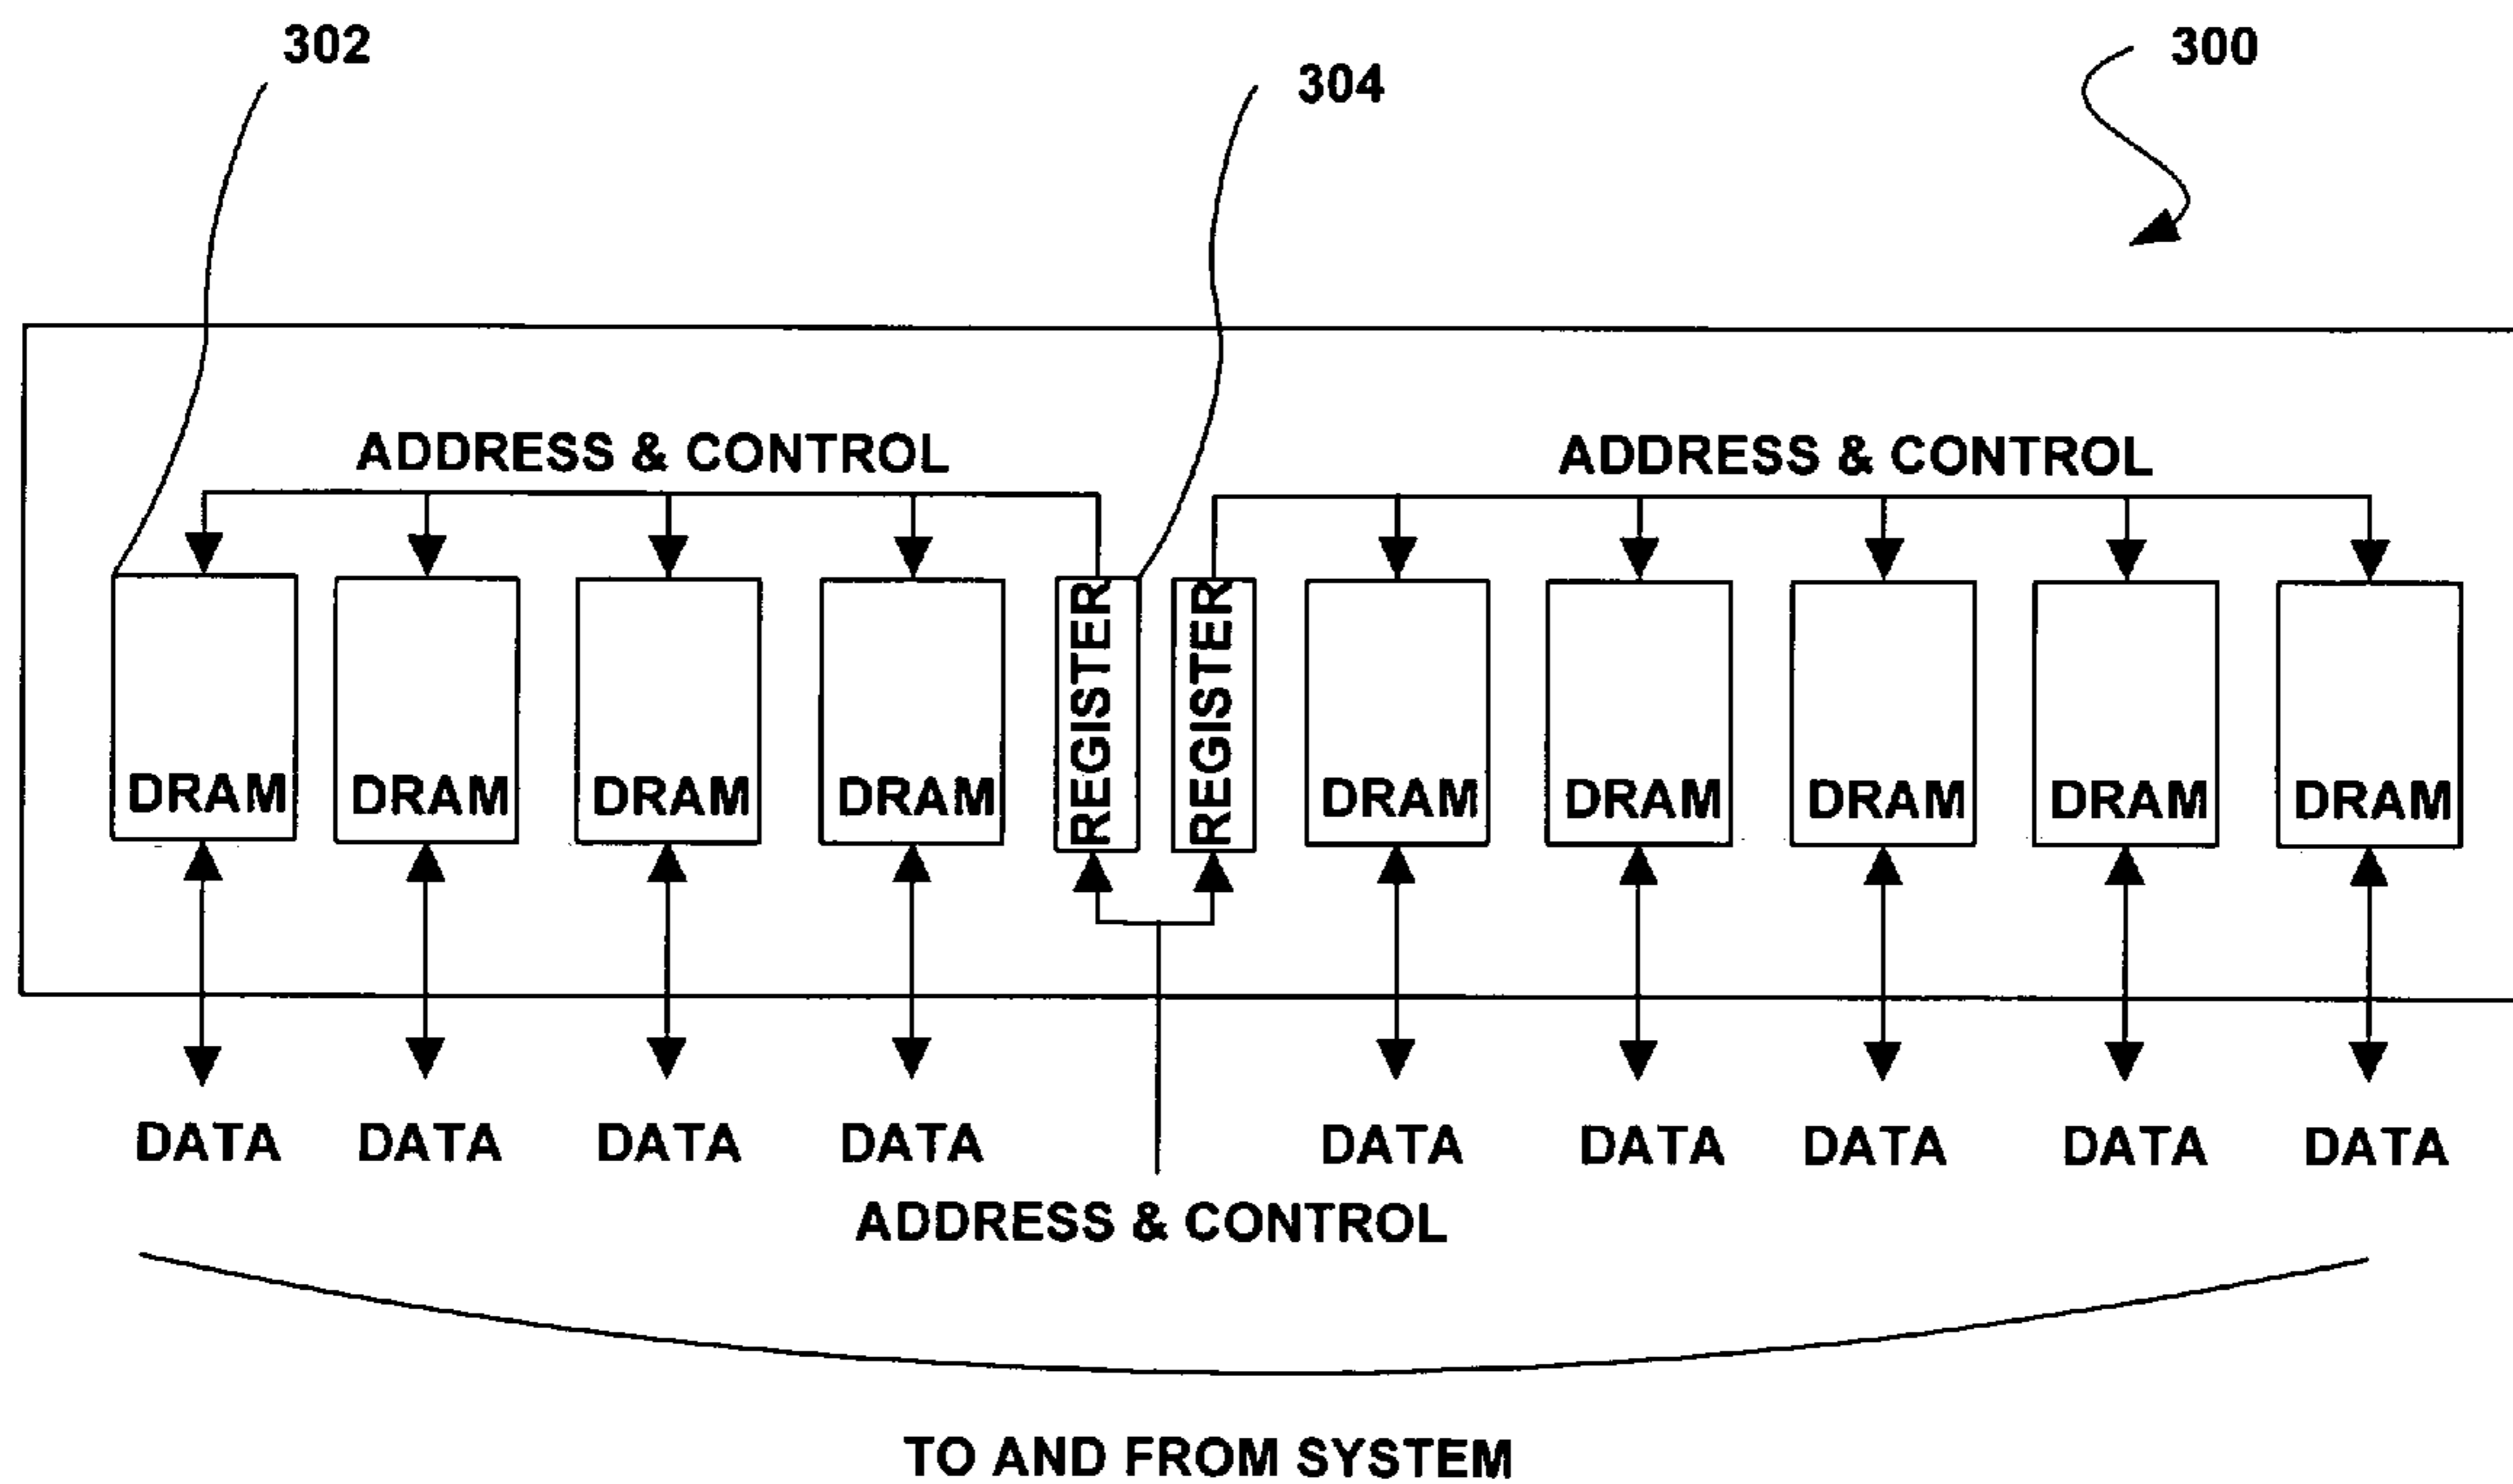 302
304
300
ADDRESS & CONTROL
ADDRESS & CONTROL
REGISTER
REGISTER
DRAM
DRAM
DRAM
DRAM
DRAM
DRAM
DRAM
DRAM
DRAM
DATA
DATA
DATA
DATA
DATA
DATA
DATA
DATA
DATA
ADDRESS & CONTROL
TO AND FROM SYSTEM